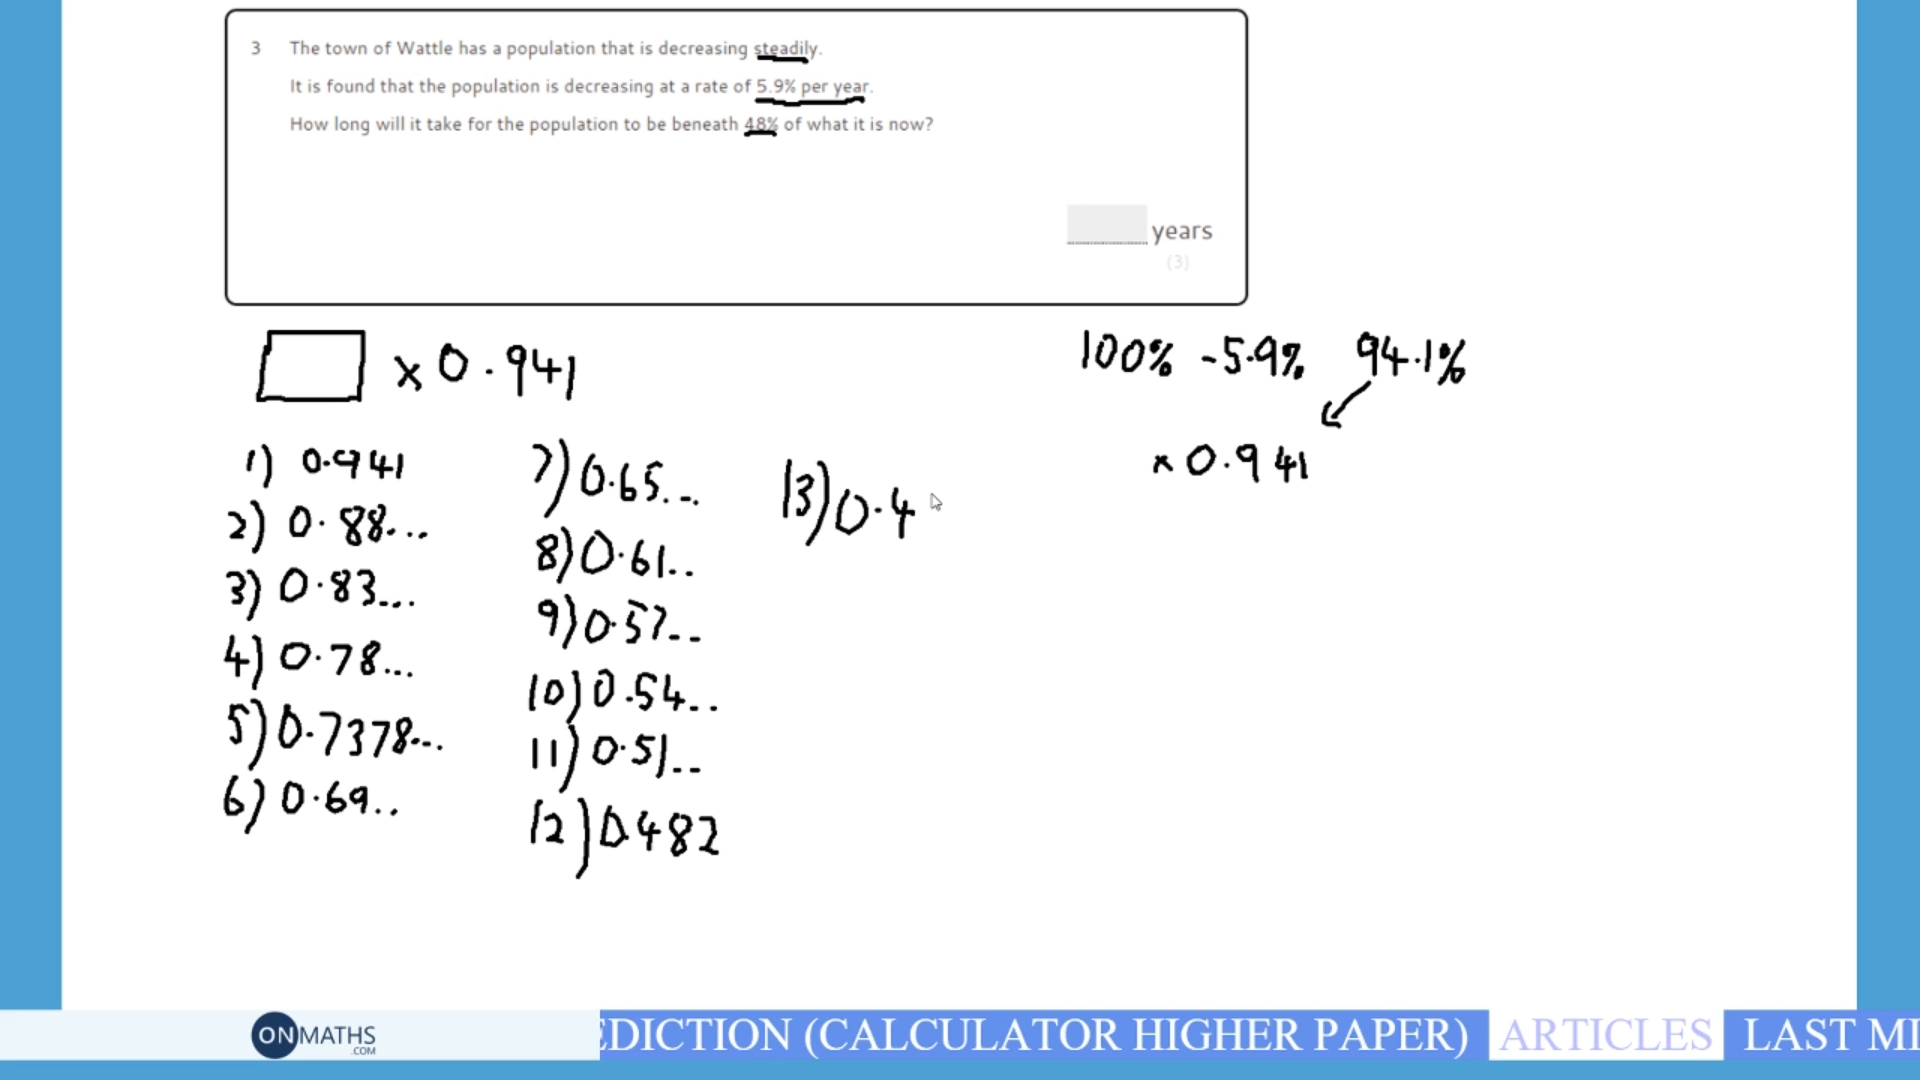 3 The town of Wattle has a population that is decreasing steadily.
It is found that the population is decreasing at a rate of 5.9% per year.
How long will it take for the population to be beneath 48% of what it is now?
years
(3)
x 0.941
100% - 5.9% 94.1%
x 0.941
1) 0.941
2) 0.88...
3) 0.83...
4) 0.78...
5) 0.7378...
6) 0.69..
7) 0.65...
8) 0.61..
9) 0.57..
10) 0.54..
11) 0.51..
12) 0.482
13) 0.4
ONMATHS
.COM
EDICTION (CALCULATOR HIGHER PAPER) ARTICLES LAST MI